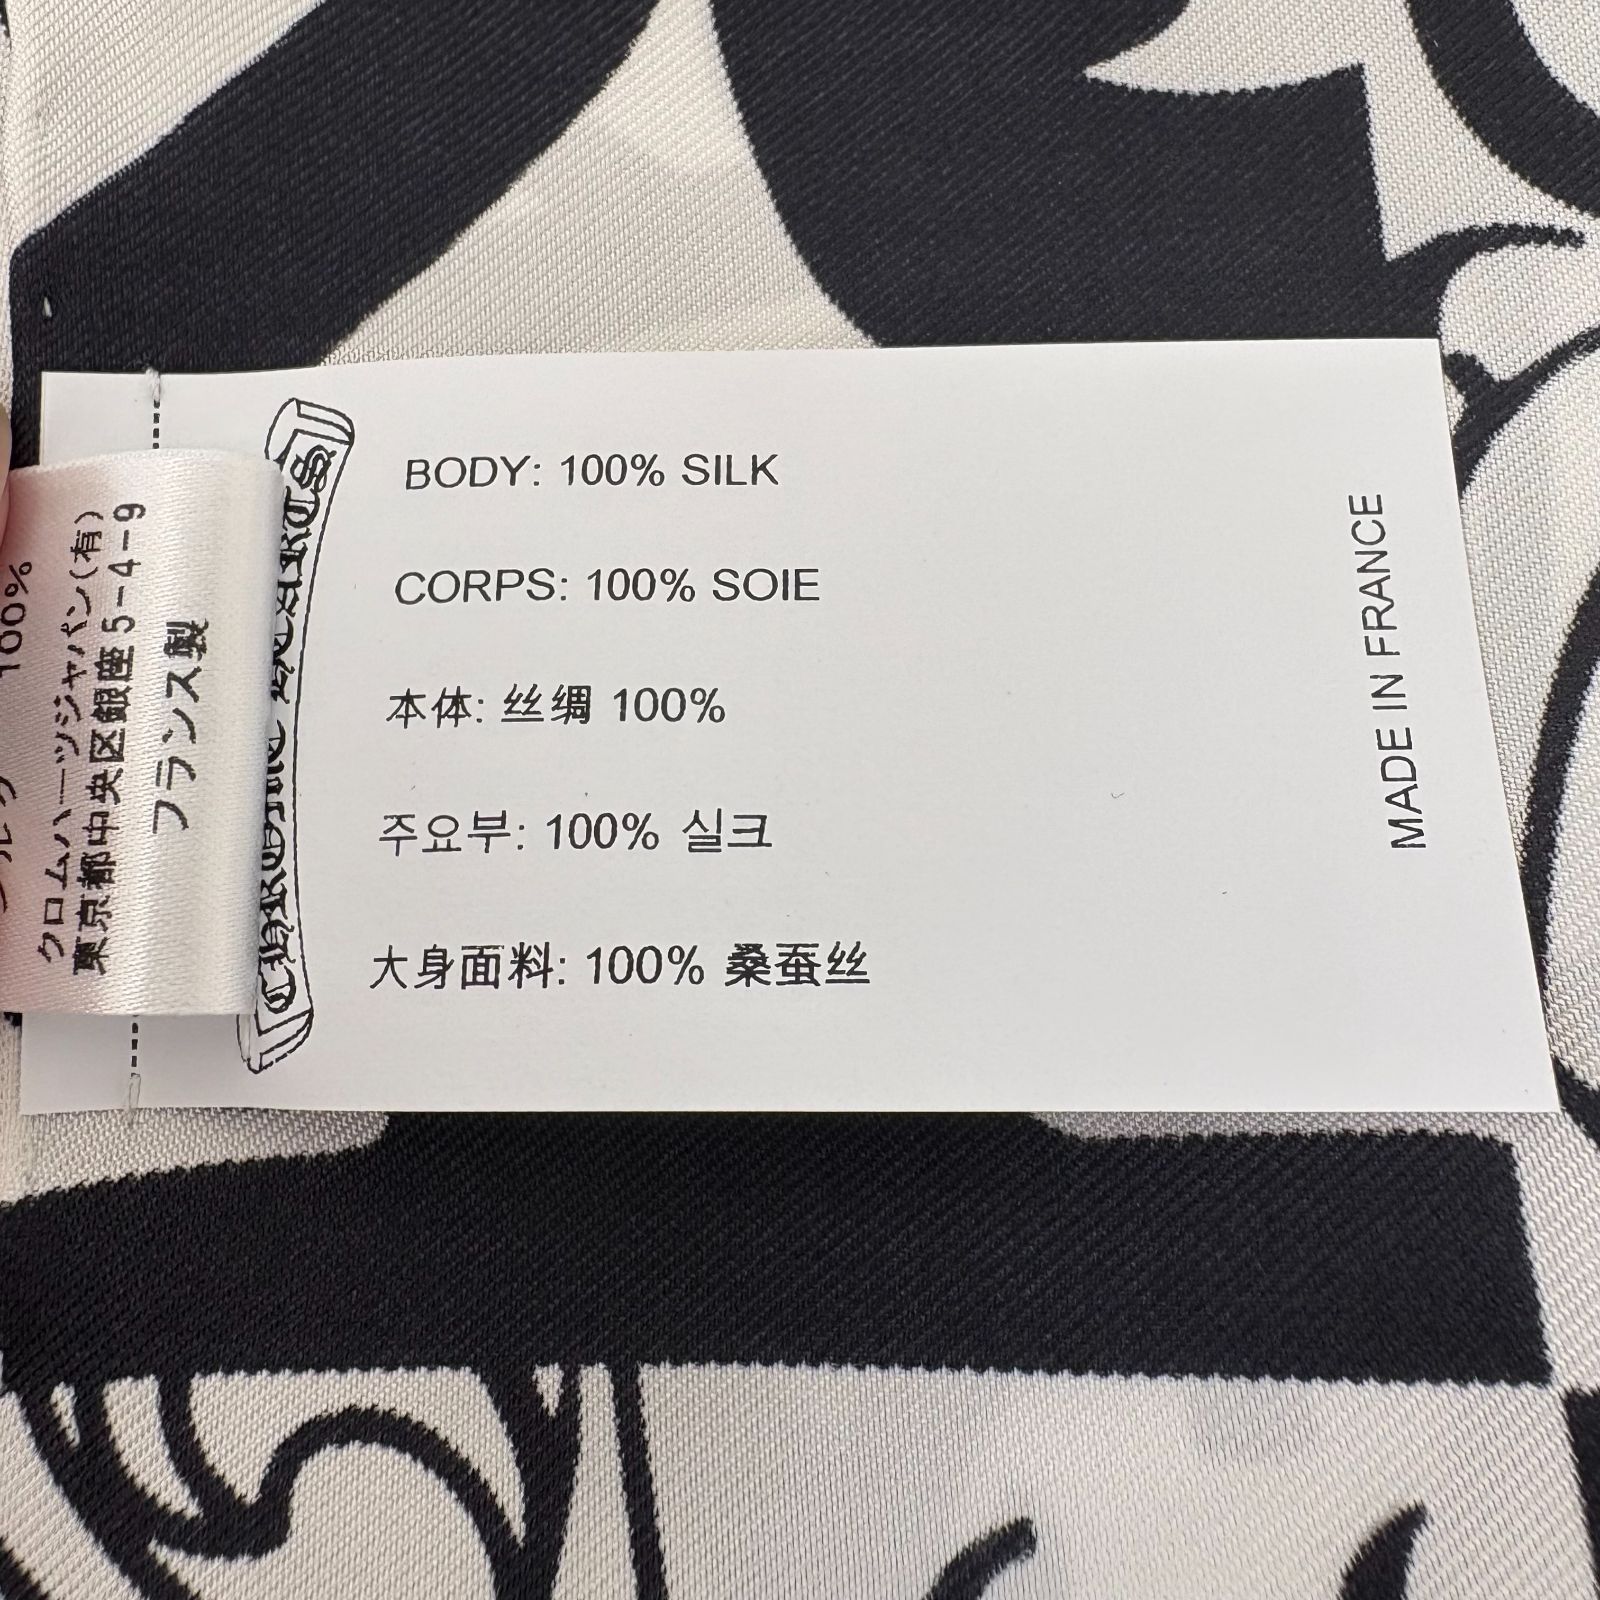 100%
クロムハーツジャパン(有)
東京都中央区銀座5-4-9
フランス製
CHROME HEARTS
BODY: 100% SILK
CORPS: 100% SOIE
本体: 丝绸 100%
주요부: 100% 실크
大身面料: 100% 桑蚕丝
MADE IN FRANCE